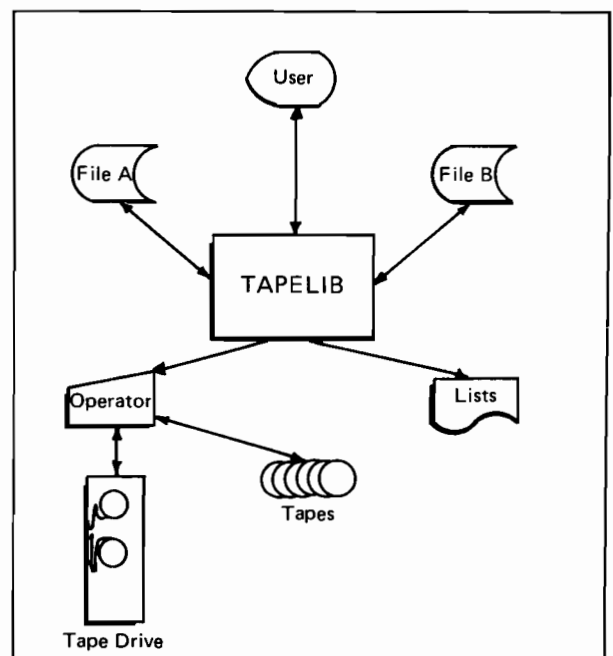 User
File A
File B
TAPELIB
Operator
Lists
Tapes
Tape Drive